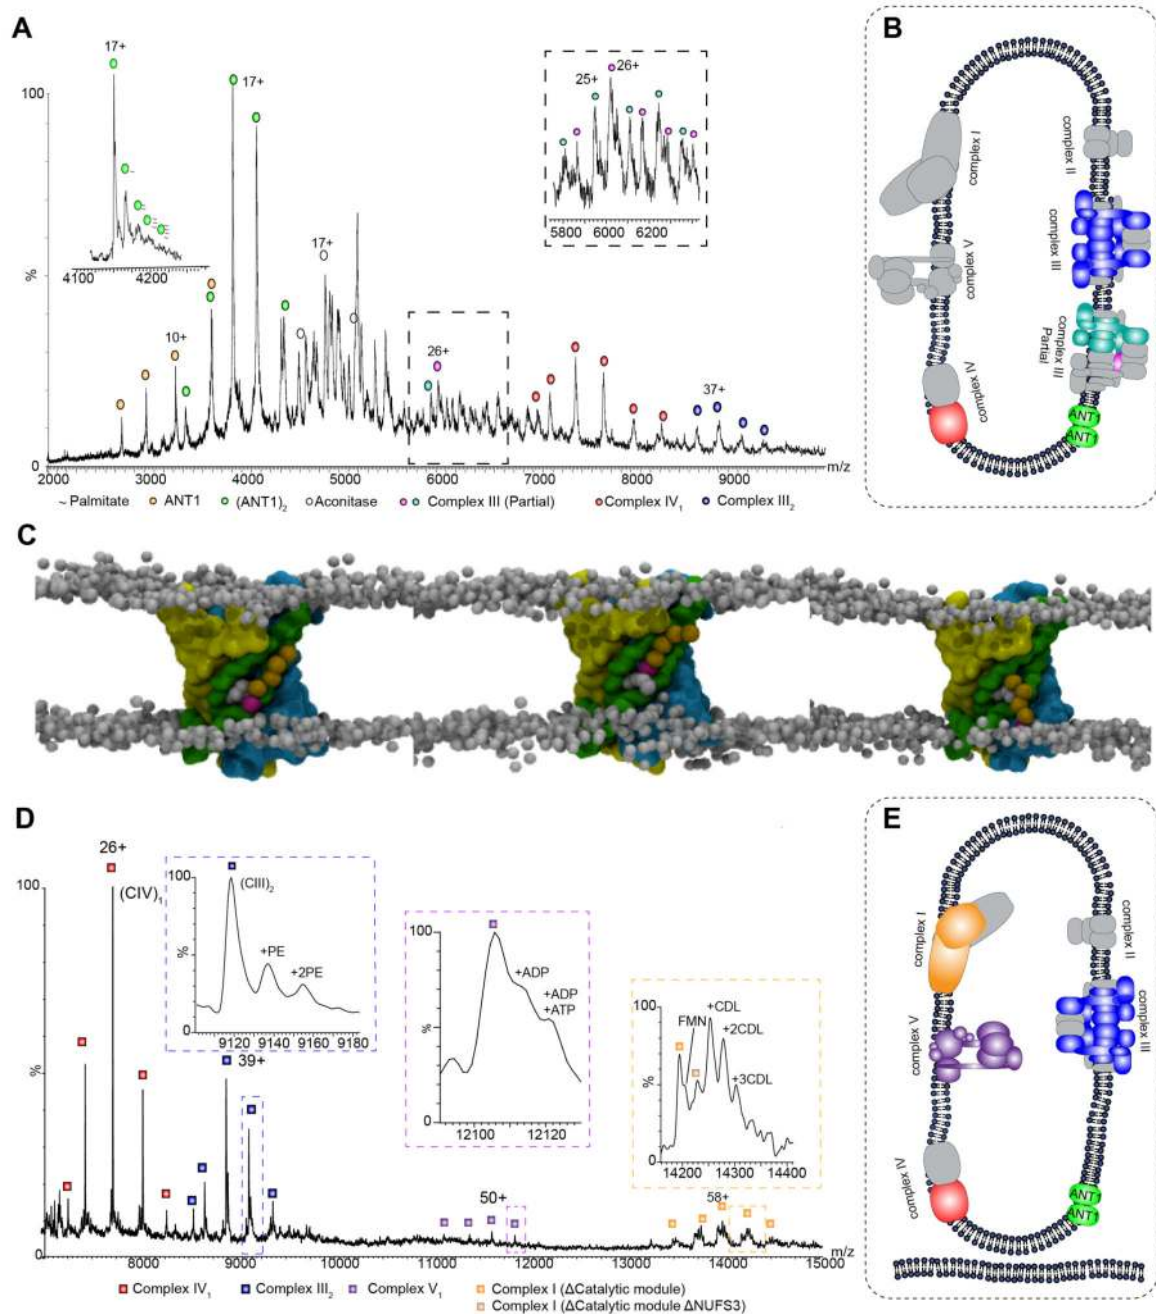 A
17+
17+
100
%
0
4100
4200
10+
17+
26+
25+
26+
5800
6000
6200
37+
2000
3000
4000
5000
6000
7000
8000
9000
m/z
~ Palmitate
ANT1
(ANT1)2
Aconitase
Complex III (Partial)
Complex IV1
Complex III2
B
complex I
complex II
complex III
complex V
complex III
Partial
complex IV
ANT1
ANT1
C
D
26+
(CIV)1
100
%
0
100
%
0
(CIII)2
+PE
+2PE
9120
9140
9160
9180
39+
100
%
0
+ADP
+ADP
+ATP
12100
12120
50+
100
%
0
FMN
+CDL
+2CDL
+3CDL
14200
14300
14400
58+
8000
9000
10000
11000
12000
13000
14000
15000
m/z
Complex IV1
Complex III2
Complex V1
Complex I (ΔCatalytic module)
Complex I (ΔCatalytic module ΔNUFS3)
E
complex I
complex II
complex V
complex III
complex IV
ANT1
ANT1